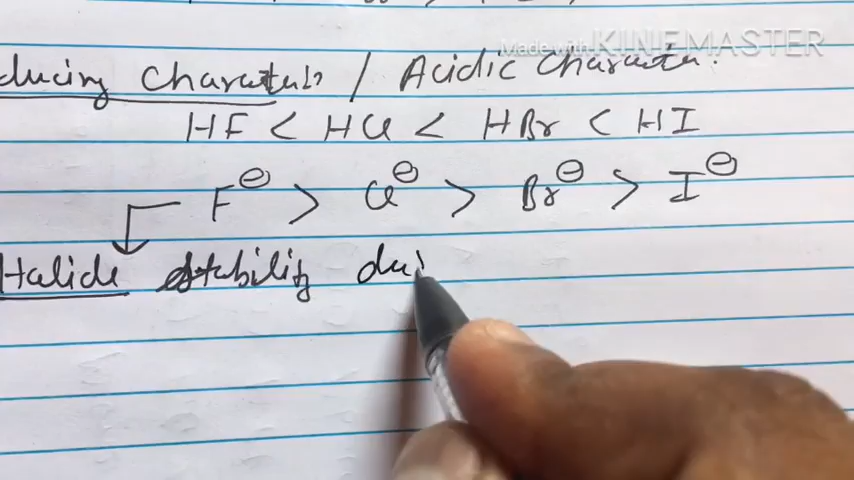 Made with KINEMASTER
ducing Character / Acidic Character.
HF < HCl < HBr < HI
F⊖ > Cl⊖ > Br⊖ > I⊖
Halide stability du